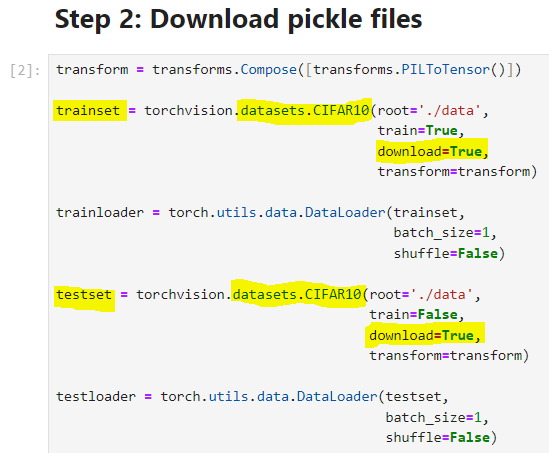 Step 2: Download pickle files
[2]: transform = transforms.Compose([transforms.PILToTensor()])
trainset = torchvision.datasets.CIFAR10(root='./data',
train=True,
download=True,
transform=transform)
trainloader = torch.utils.data.DataLoader(trainset,
batch_size=1,
shuffle=False)
testset = torchvision.datasets.CIFAR10(root='./data',
train=False,
download=True,
transform=transform)
testloader = torch.utils.data.DataLoader(testset,
batch_size=1,
shuffle=False)